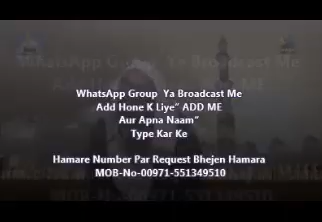 WhatsApp Group Ya Broadcast Me
Add Hone K Liye” ADD ME
Aur Apna Naam”
Type Kar Ke
Hamare Number Par Request Bhejen Hamara
MOB-No-00971-551349510